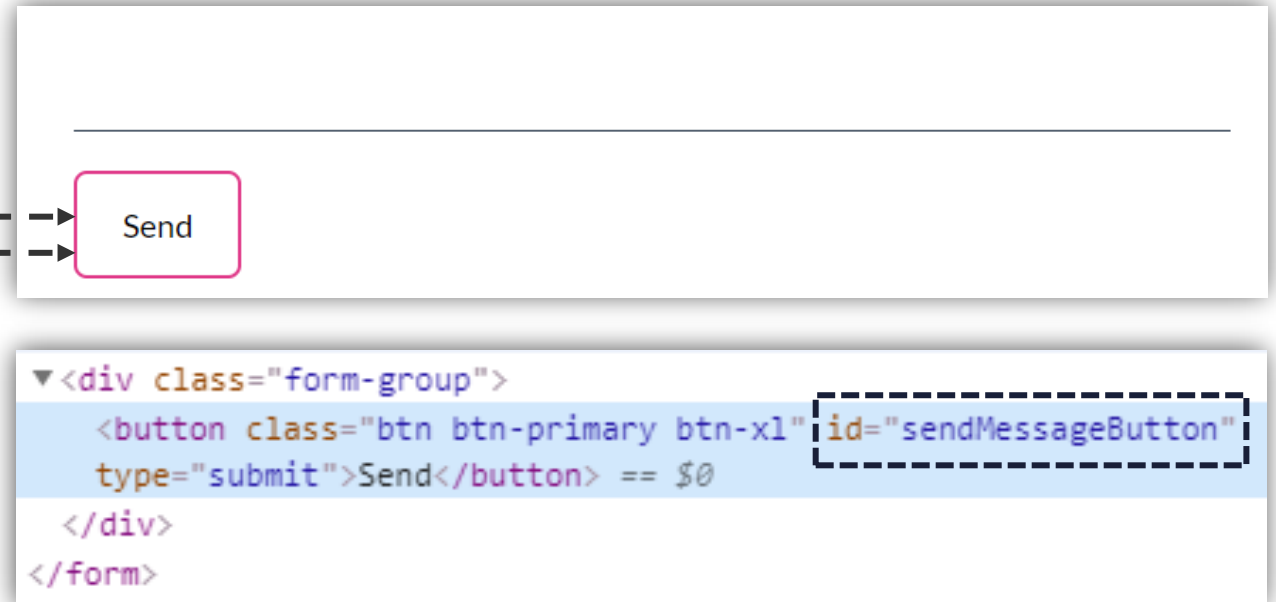 Send
▼<div class="form-group">
<button class="btn btn-primary btn-xl" id="sendMessageButton"
type="submit">Send</button> == $0
</div>
</form>